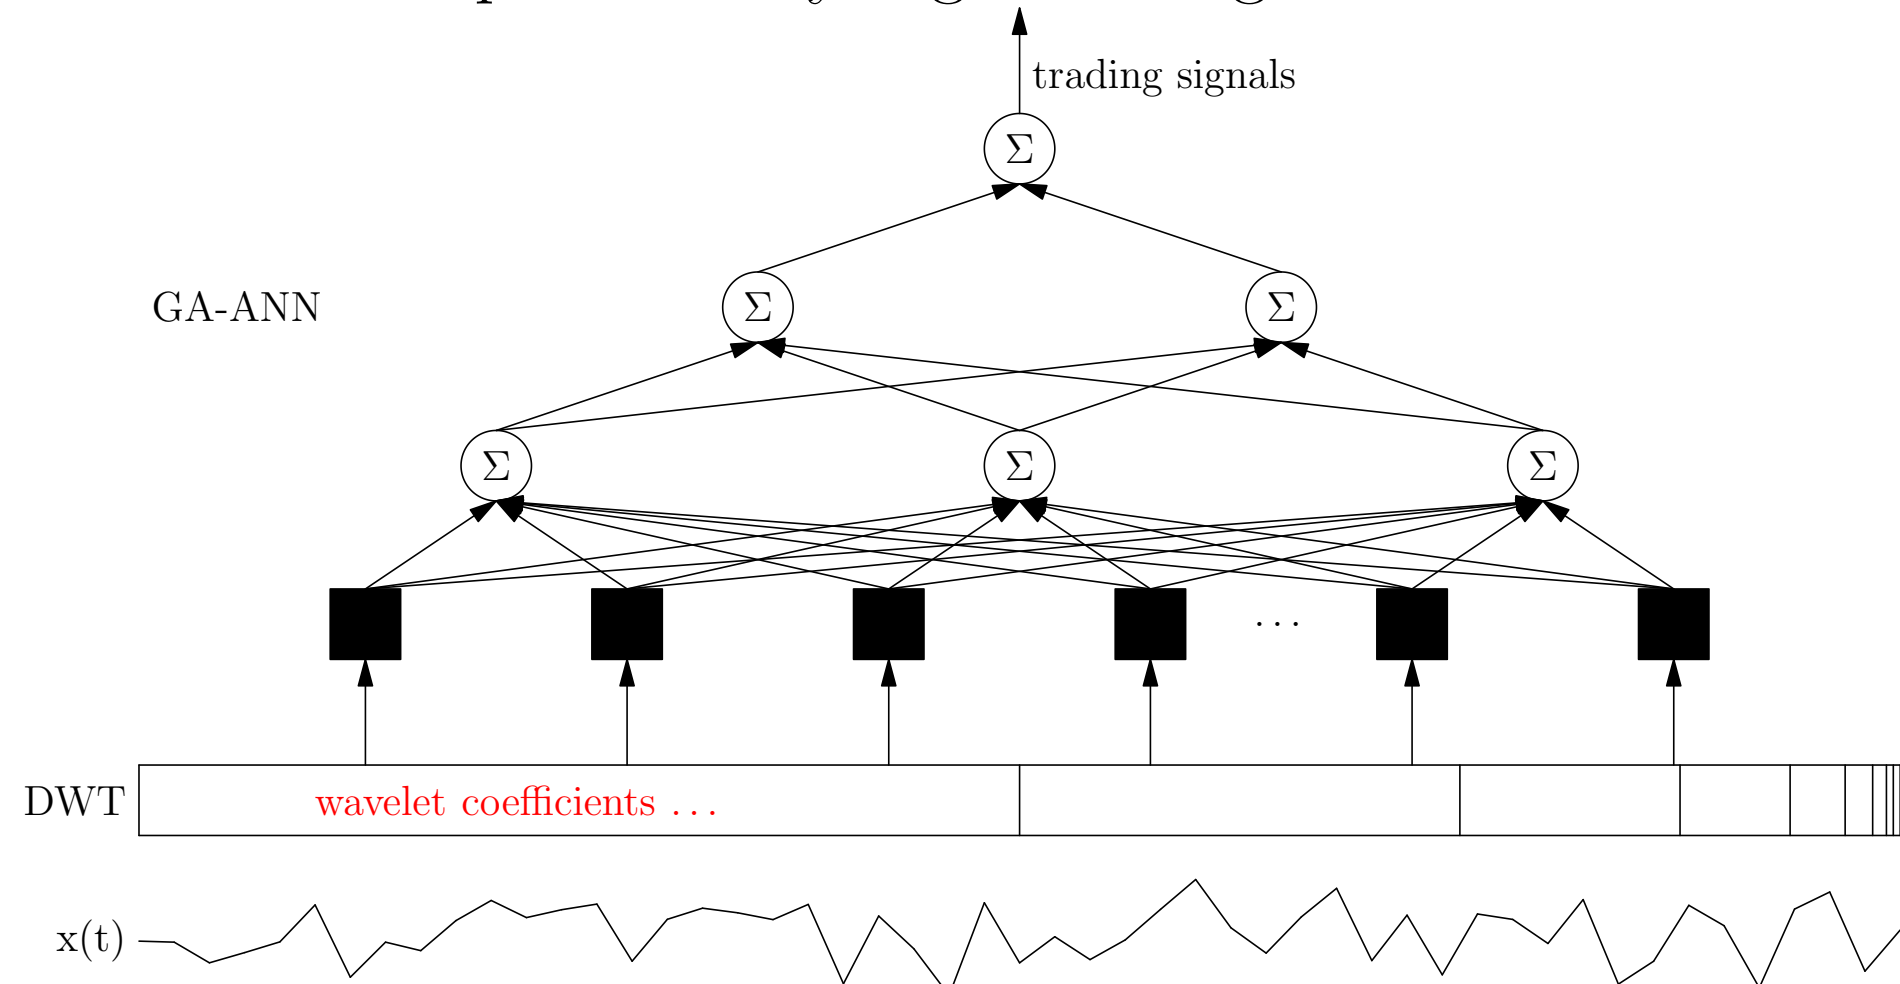 trading signals
Σ
GA-ANN
Σ Σ
Σ Σ Σ
...
DWT wavelet coefficients ...
x(t)